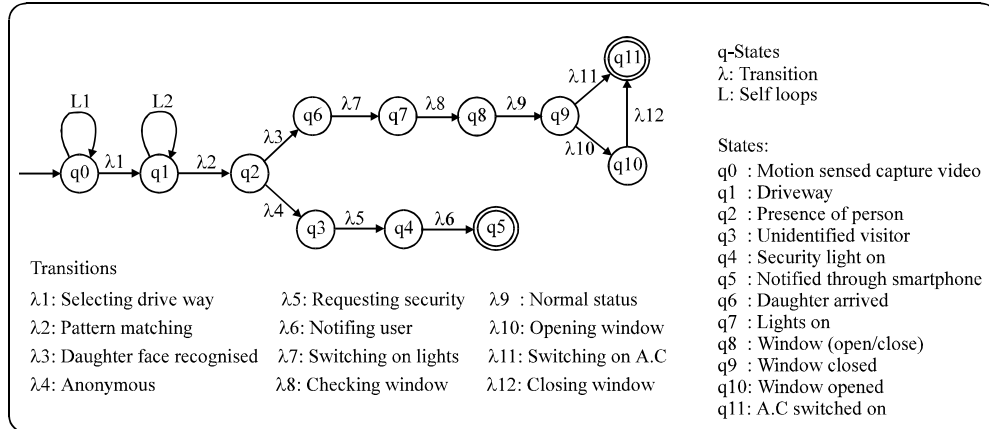 L1
L2
q0
λ1
q1
λ2
q2
λ3
q6
λ7
q7
λ8
q8
λ9
q9
λ11
q11
λ10
q10
λ12
λ4
q3
λ5
q4
λ6
q5
q-States
λ: Transition
L: Self loops
States:
q0 : Motion sensed capture video
q1 : Driveway
q2 : Presence of person
q3 : Unidentified visitor
q4 : Security light on
q5 : Notified through smartphone
q6 : Daughter arrived
q7 : Lights on
q8 : Window (open/close)
q9 : Window closed
q10: Window opened
q11: A.C switched on
Transitions
λ1: Selecting drive way
λ2: Pattern matching
λ3: Daughter face recognised
λ4: Anonymous
λ5: Requesting security
λ6: Notifing user
λ7: Switching on lights
λ8: Checking window
λ9 : Normal status
λ10: Opening window
λ11: Switching on A.C
λ12: Closing window